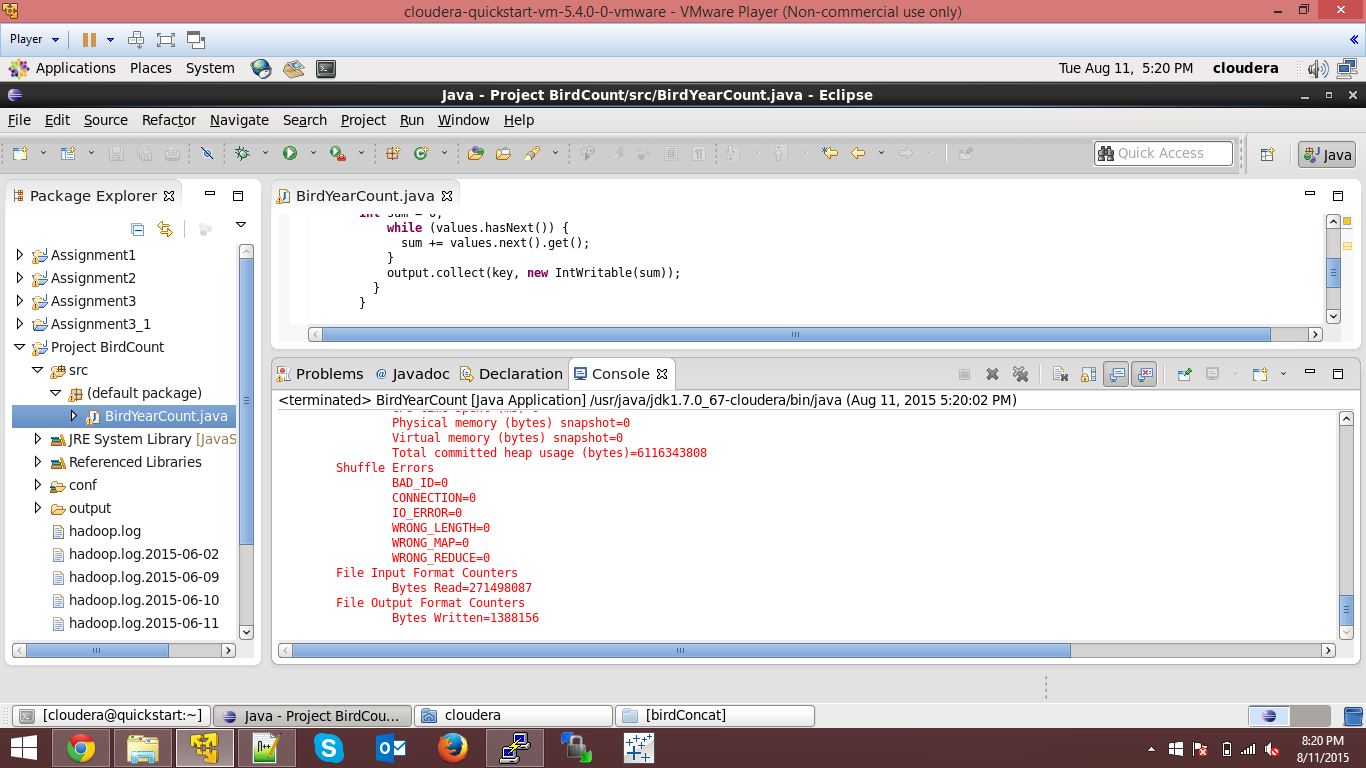 cloudera-quickstart-vm-5.4.0-0-vmware - VMware Player (Non-commercial use only)
Player
Applications Places System Tue Aug 11, 5:20 PM cloudera
Java - Project BirdCount/src/BirdYearCount.java - Eclipse
File Edit Source Refactor Navigate Search Project Run Window Help
Quick Access Java
Package Explorer
BirdYearCount.java
Assignment1
Assignment2
Assignment3
Assignment3_1
Project BirdCount
src
(default package)
BirdYearCount.java
JRE System Library [JavaS
Referenced Libraries
conf
output
hadoop.log
hadoop.log.2015-06-02
hadoop.log.2015-06-09
hadoop.log.2015-06-10
hadoop.log.2015-06-11
int sum = 0;
while (values.hasNext()) {
sum += values.next().get();
}
output.collect(key, new IntWritable(sum));
}
}
Problems @ Javadoc Declaration Console
<terminated> BirdYearCount [Java Application] /usr/java/jdk1.7.0_67-cloudera/bin/java (Aug 11, 2015 5:20:02 PM)
Physical memory (bytes) snapshot=0
Virtual memory (bytes) snapshot=0
Total committed heap usage (bytes)=6116343808
Shuffle Errors
BAD_ID=0
CONNECTION=0
IO_ERROR=0
WRONG_LENGTH=0
WRONG_MAP=0
WRONG_REDUCE=0
File Input Format Counters
Bytes Read=271498087
File Output Format Counters
Bytes Written=1388156
[cloudera@quickstart:~] Java - Project BirdCou... cloudera [birdConcat]
8:20 PM
8/11/2015